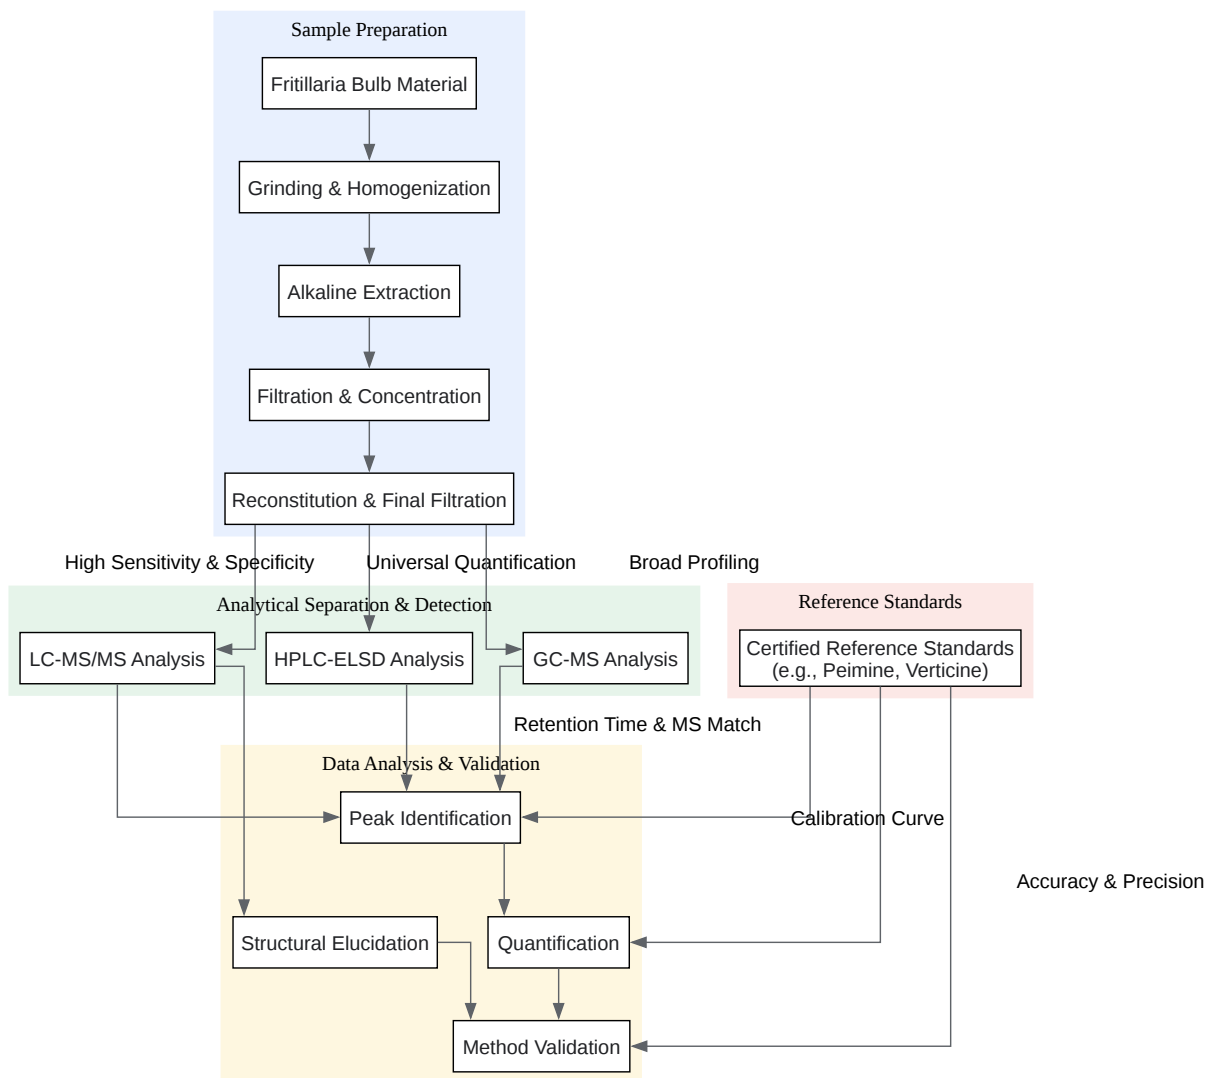 Sample Preparation
Fritillaria Bulb Material
Grinding & Homogenization
Alkaline Extraction
Filtration & Concentration
Reconstitution & Final Filtration
High Sensitivity & Specificity
Universal Quantification
Broad Profiling
Analytical Separation & Detection
Reference Standards
LC-MS/MS Analysis
HPLC-ELSD Analysis
GC-MS Analysis
Certified Reference Standards
(e.g., Peimine, Verticine)
Retention Time & MS Match
Data Analysis & Validation
Peak Identification
Calibration Curve
Accuracy & Precision
Structural Elucidation
Quantification
Method Validation